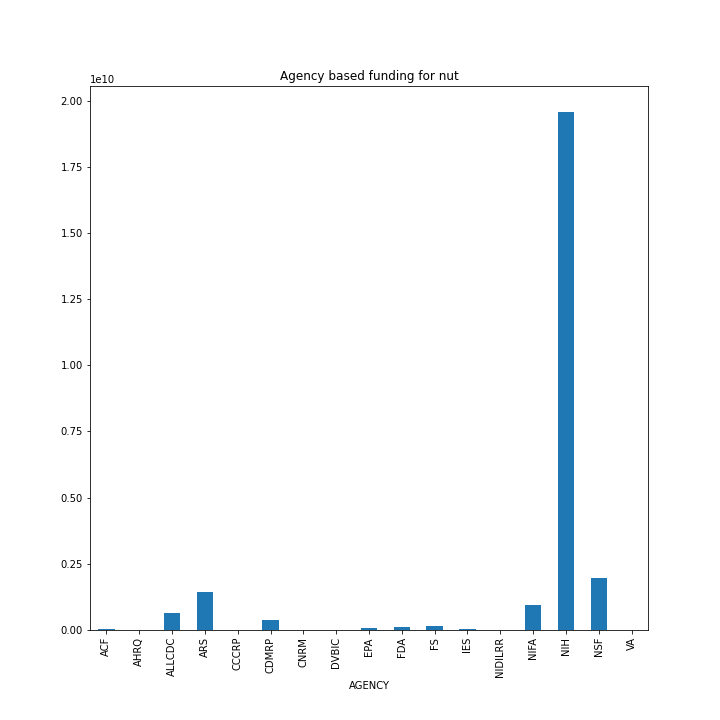 Agency based funding for nut
1e10
2.00
1.75
1.50
1.25
1.00
0.75
0.50
0.25
0.00
ACF
AHRQ
ALLCDC
ARS
CCCRP
CDMRP
CNRM
DVBIC
EPA
FDA
FS
IES
NIDILRR
NIFA
NIH
NSF
VA
AGENCY